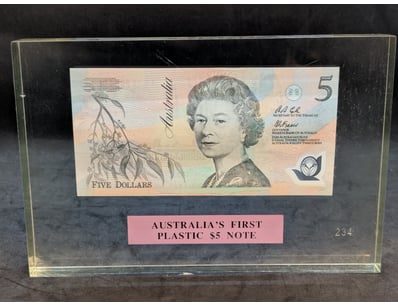 Australia
5
FIVE DOLLARS
AUSTRALIA'S FIRST
PLASTIC $5 NOTE
234